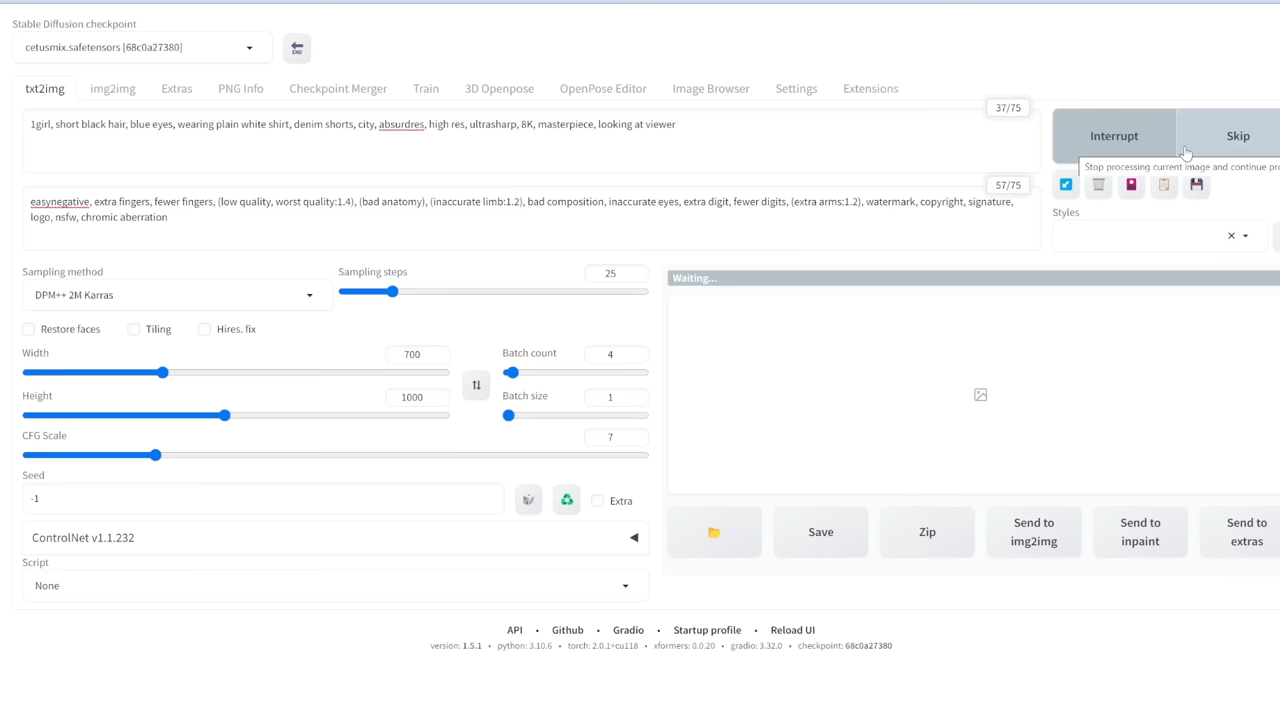 Stable Diffusion checkpoint
cetusmix.safetensors [68c0a27380]
ENG
txt2img
img2img
Extras
PNG Info
Checkpoint Merger
Train
3D Openpose
OpenPose Editor
Image Browser
Settings
Extensions
37/75
1girl, short black hair, blue eyes, wearing plain white shirt, denim shorts, city, absurdres, high res, ultrasharp, 8K, masterpiece, looking at viewer
Interrupt
Skip
Stop processing current image and continue pro
57/75
easynegative, extra fingers, fewer fingers, (low quality, worst quality:1.4), (bad anatomy), (inaccurate limb:1.2), bad composition, inaccurate eyes, extra digit, fewer digits, (extra arms:1.2), watermark, copyright, signature,
logo, nsfw, chromic aberration
Styles
Sampling method
DPM++ 2M Karras
Sampling steps
25
Restore faces
Tiling
Hires. fix
Width
700
Height
1000
Batch count
4
Batch size
1
CFG Scale
7
Seed
-1
Extra
ControlNet v1.1.232
Script
None
Waiting...
Save
Zip
Send to
img2img
Send to
inpaint
Send to
extras
API • Github • Gradio • Startup profile • Reload UI
version: 1.5.1 • python: 3.10.6 • torch: 2.0.1+cu118 • xformers: 0.0.20 • gradio: 3.32.0 • checkpoint: 68c0a27380